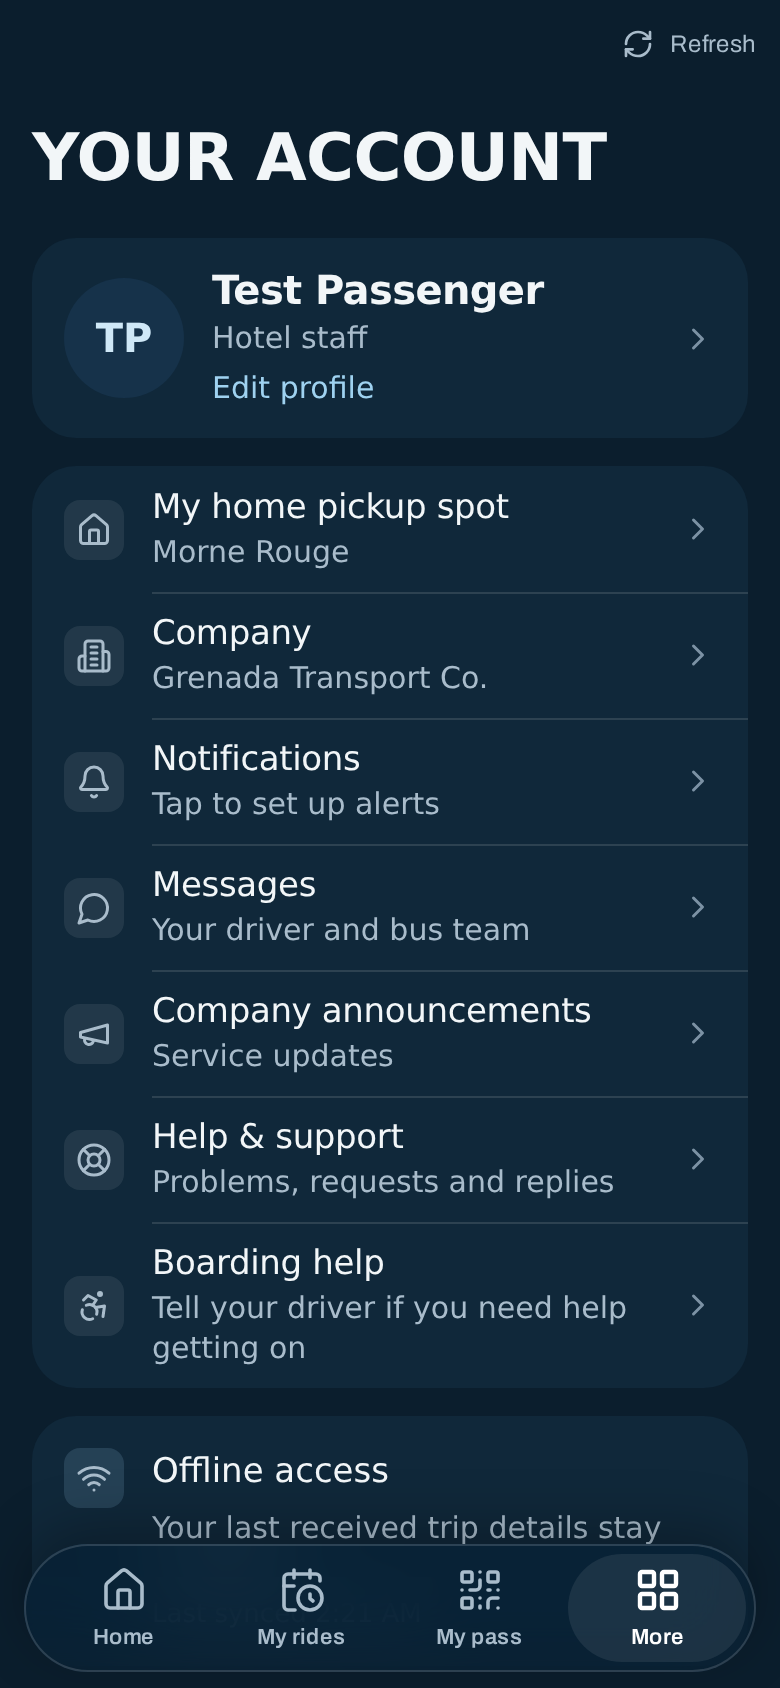 Refresh
YOUR ACCOUNT
TP
Test Passenger
Hotel staff
Edit profile
My home pickup spot
Morne Rouge
Company
Grenada Transport Co.
Notifications
Tap to set up alerts
Messages
Your driver and bus team
Company announcements
Service updates
Help & support
Problems, requests and replies
Boarding help
Tell your driver if you need help
getting on
Offline access
Your last received trip details stay
Home
My rides
My pass
More